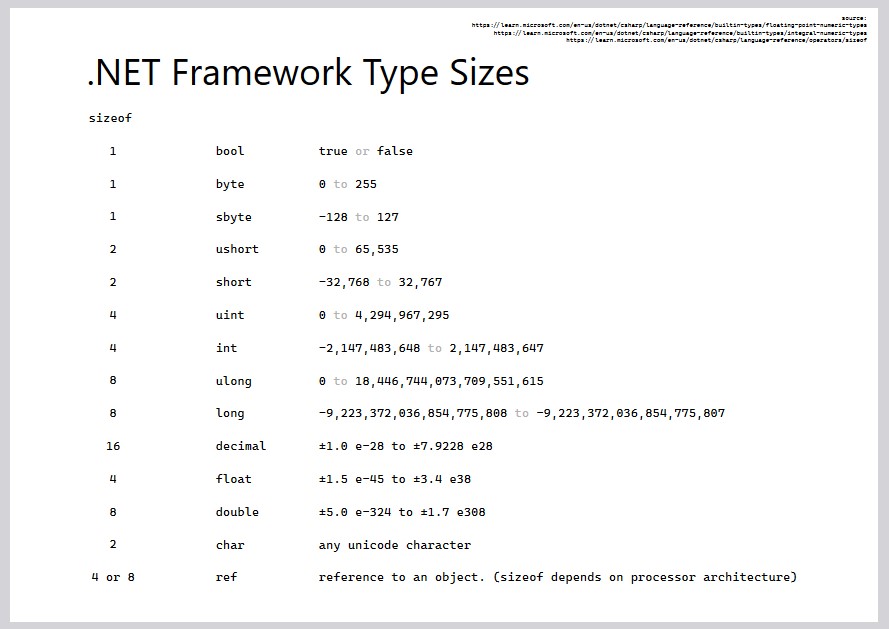 source:
https://learn.microsoft.com/en-us/dotnet/csharp/language-reference/builtin-types/floating-point-numeric-types
https://learn.microsoft.com/en-us/dotnet/csharp/language-reference/builtin-types/integral-numeric-types
https://learn.microsoft.com/en-us/dotnet/csharp/language-reference/operators/sizeof
.NET Framework Type Sizes
sizeof
1 bool true or false
1 byte 0 to 255
1 sbyte -128 to 127
2 ushort 0 to 65,535
2 short -32,768 to 32,767
4 uint 0 to 4,294,967,295
4 int -2,147,483,648 to 2,147,483,647
8 ulong 0 to 18,446,744,073,709,551,615
8 long -9,223,372,036,854,775,808 to -9,223,372,036,854,775,807
16 decimal ±1.0 e-28 to ±7.9228 e28
4 float ±1.5 e-45 to ±3.4 e38
8 double ±5.0 e-324 to ±1.7 e308
2 char any unicode character
4 or 8 ref reference to an object. (sizeof depends on processor architecture)